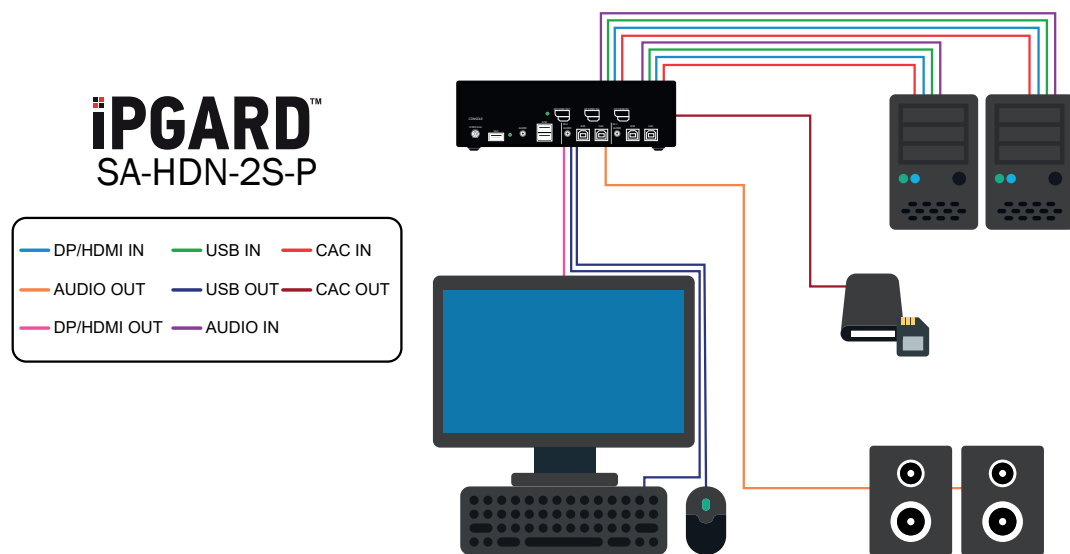 iPGARD™
SA-HDN-2S-P
DP/HDMI IN USB IN CAC IN
AUDIO OUT USB OUT CAC OUT
DP/HDMI OUT AUDIO IN
CONSOLE